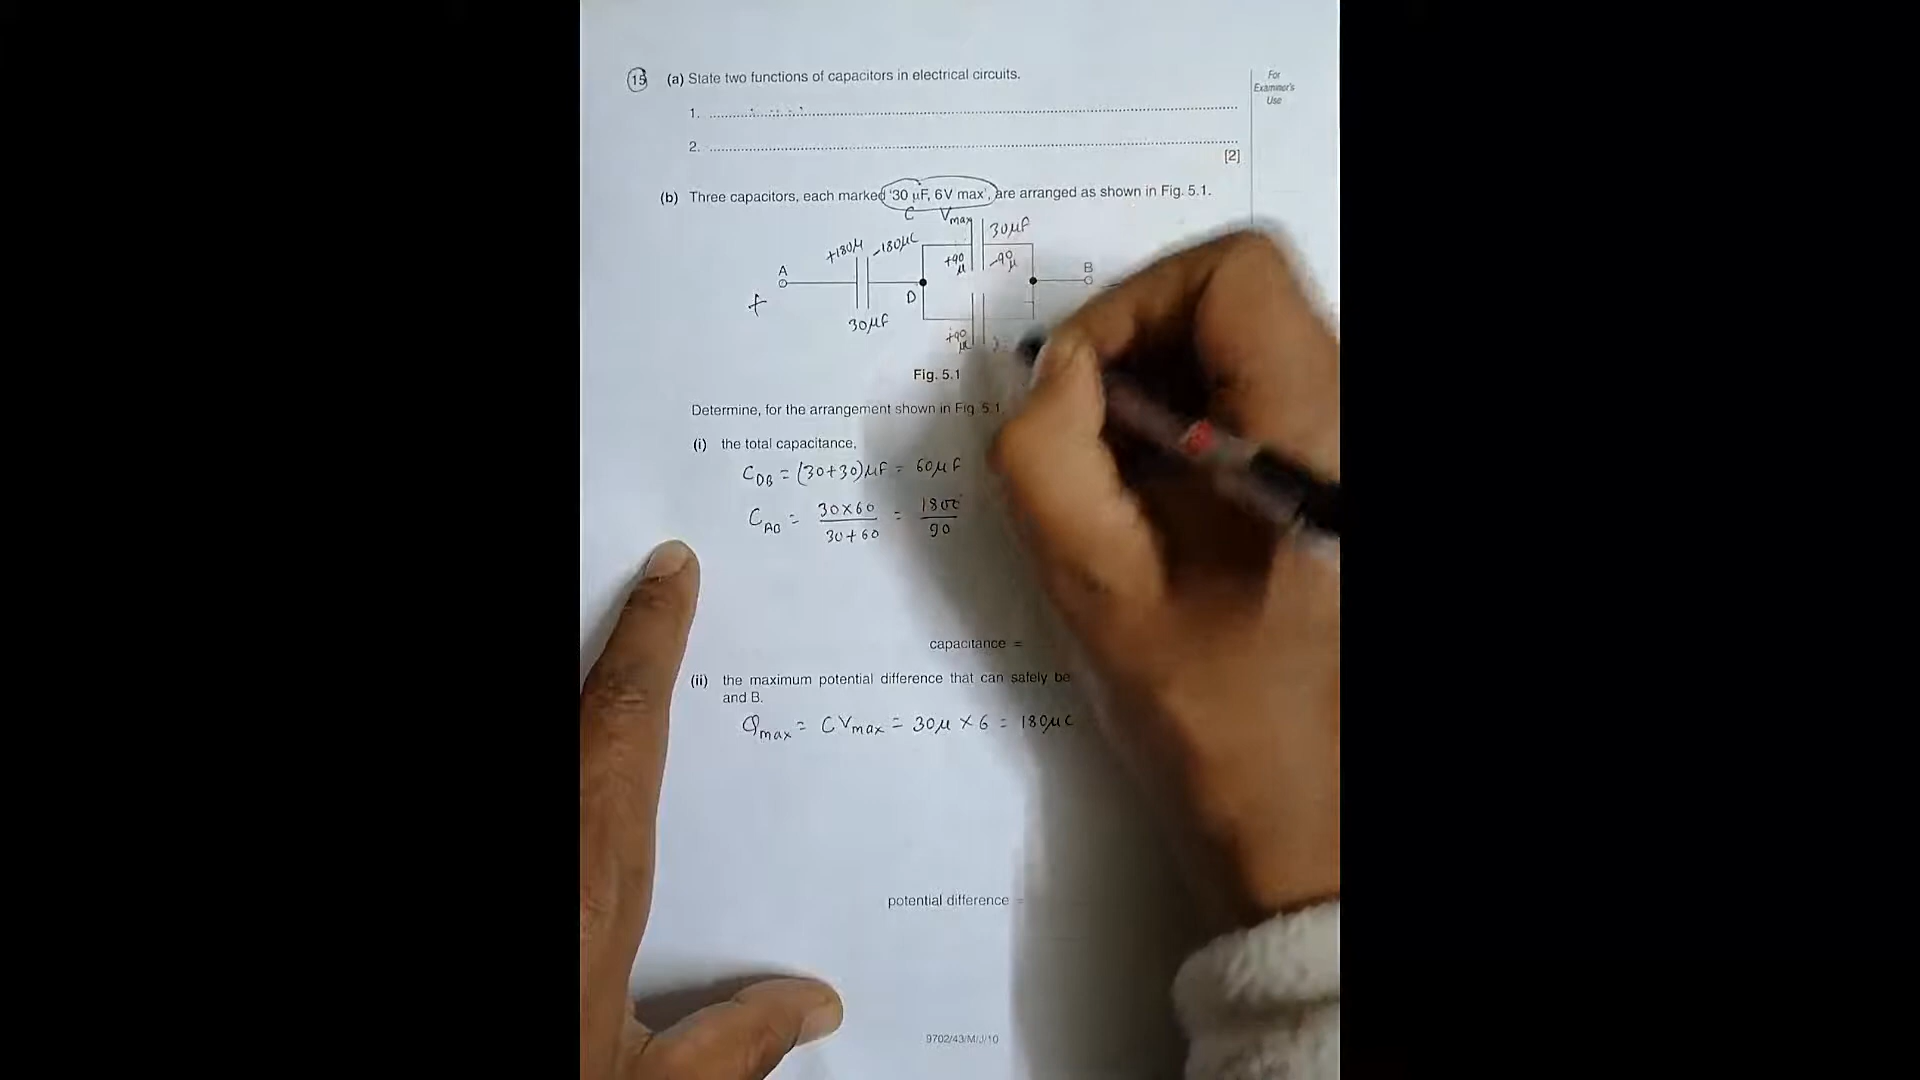 15 (a) State two functions of capacitors in electrical circuits.
For
Examiner's
Use
1.
2.
[2]
(b) Three capacitors, each marked '30 µF, 6V max', are arranged as shown in Fig. 5.1.
C Vmax 30µF
+180µ -180µC
+90 µ -90 µ
A
B
+
D
30µF
+90 µ
Fig. 5.1
Determine, for the arrangement shown in Fig. 5.1,
(i) the total capacitance,
CDB = (30+30)µF = 60µF
CAB = 30×60 / 30+60 = 1800 / 90
capacitance =
(ii) the maximum potential difference that can safely be
and B.
Qmax = CVmax = 30µ × 6 = 180µC
potential difference =
9702/43/M/J/10